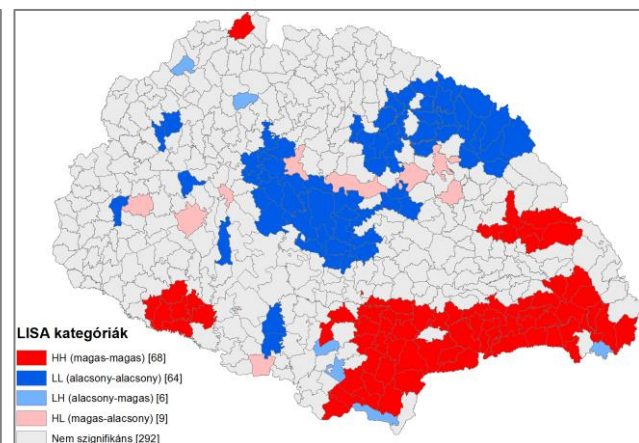 LISA kategóriák
HH (magas-magas) [68]
LL (alacsony-alacsony) [64]
LH (alacsony-magas) [6]
HL (magas-alacsony) [9]
Nem szignifikáns [292]